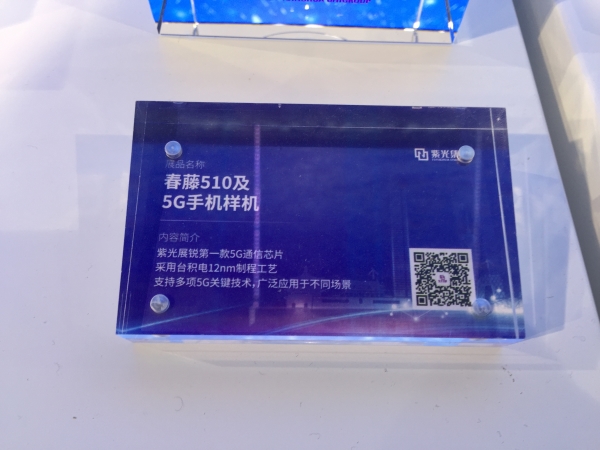 紫光展
展品名称
春藤510及
5G手机样机
内容简介
紫光展锐第一款5G通信芯片
采用台积电12nm制程工艺
支持多项5G关键技术，广泛应用于不同场景